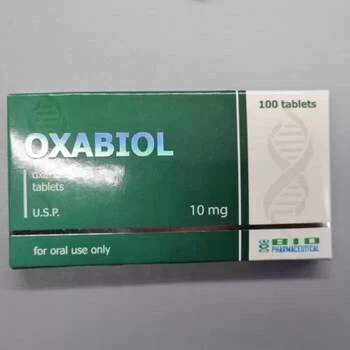 100 tablets
OXABIOL
tablets
U.S.P.
10 mg
for oral use only
BIO
PHARMACEUTICAL